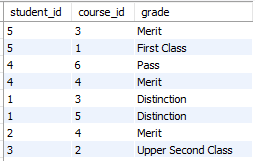 student_id course_id grade
5 3 Merit
5 1 First Class
4 6 Pass
4 4 Merit
1 3 Distinction
1 5 Distinction
2 4 Merit
3 2 Upper Second Class